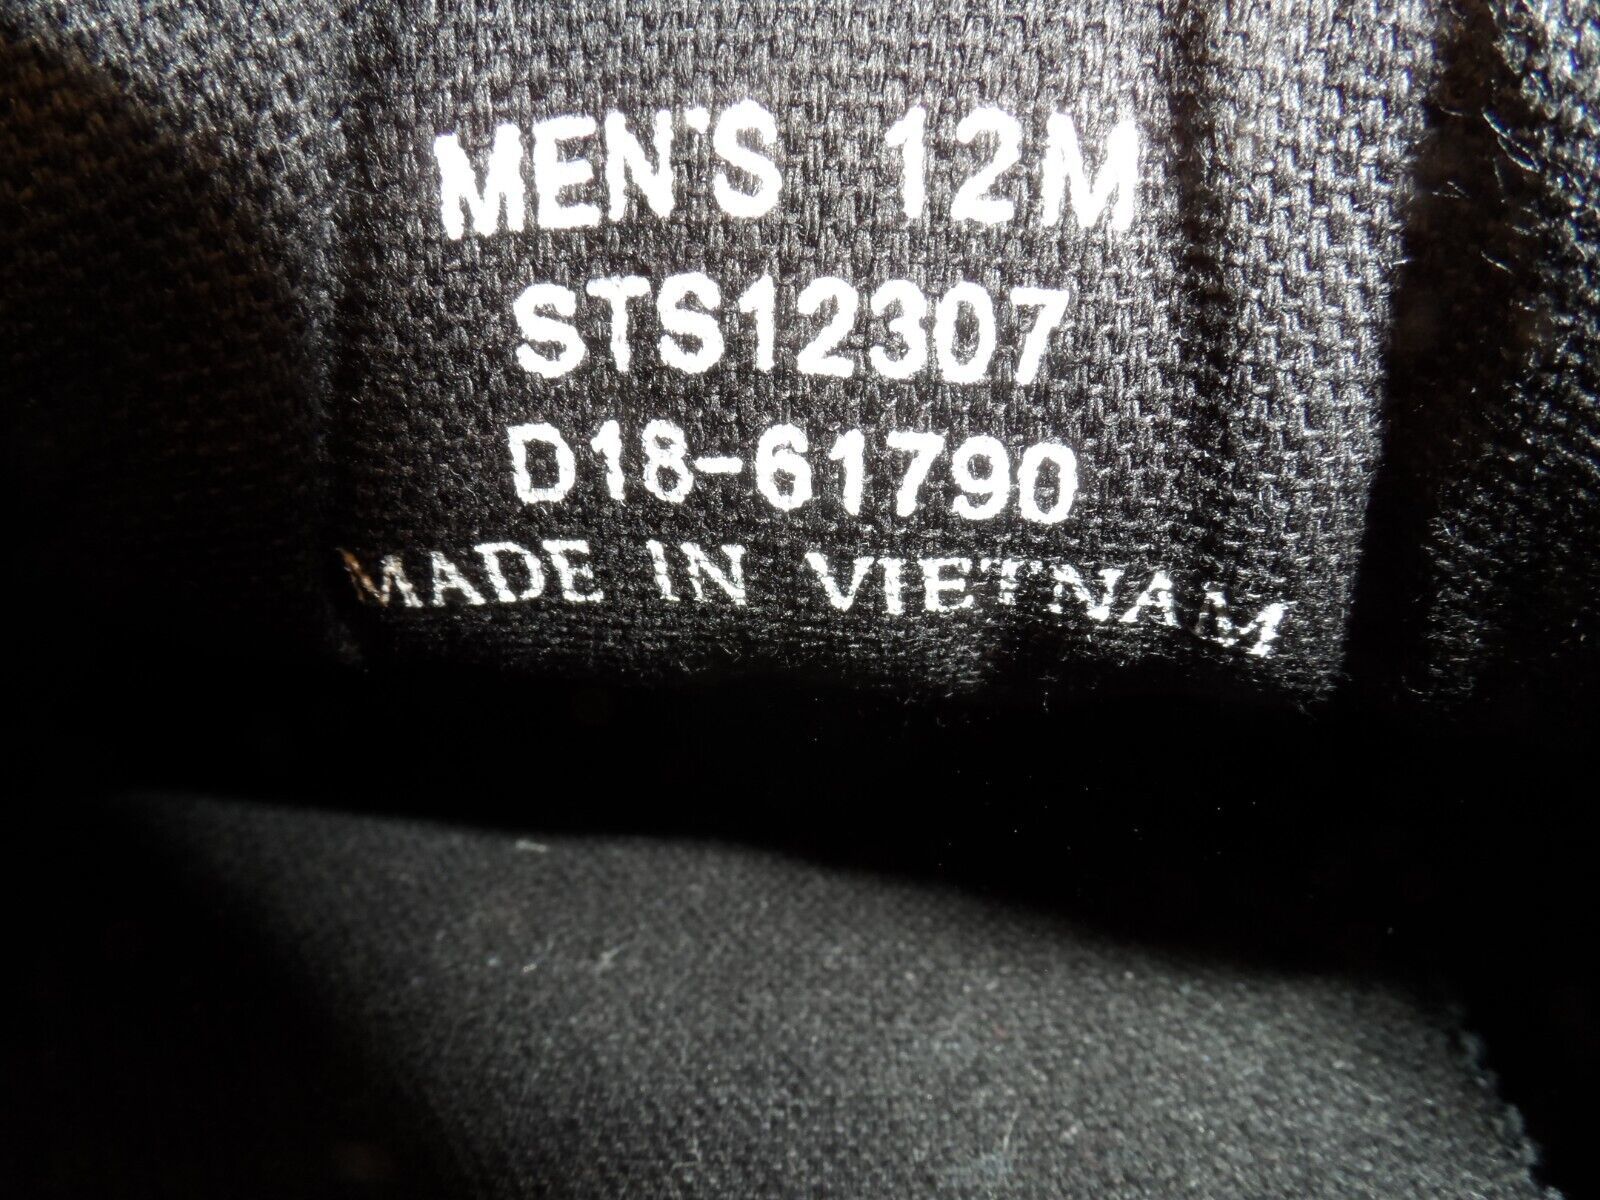 MEN'S 12M
STS12307
D18-61790
MADE IN VIETNAM